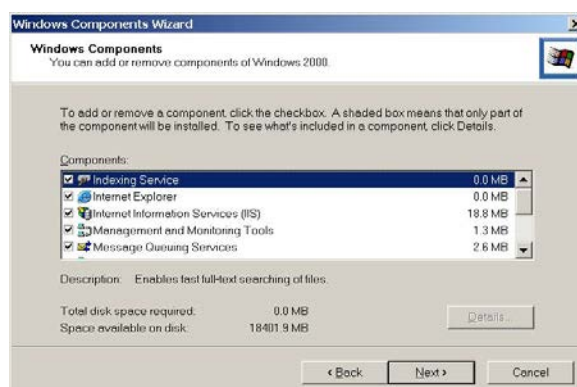 Windows Components Wizard
Windows Components
You can add or remove components of Windows 2000.
To add or remove a component, click the checkbox. A shaded box means that only part of
the component will be installed. To see what's included in a component, click Details.
Components:
Indexing Service 0.0 MB
Internet Explorer 0.0 MB
Internet Information Services (IIS) 18.8 MB
Management and Monitoring Tools 1.3 MB
Message Queuing Services 2.6 MB
Description: Enables fast full-text searching of files.
Total disk space required: 0.0 MB
Space available on disk: 18401.9 MB
Details...
< Back
Next >
Cancel